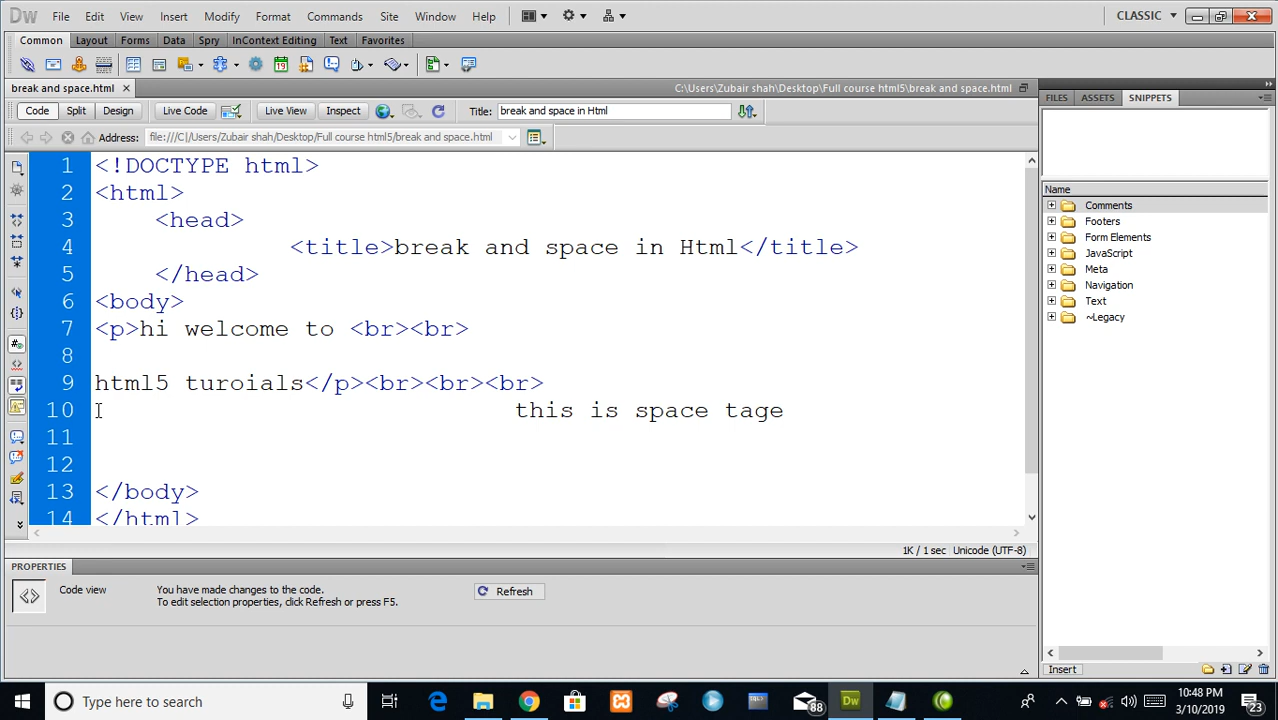 Dw File Edit View Insert Modify Format Commands Site Window Help CLASSIC
Common Layout Forms Data Spry InContext Editing Text Favorites
break and space.html
C:\Users\Zubair shah\Desktop\Full course html5\break and space.html
Code Split Design Live Code Live View Inspect Title: break and space in Html
Address: file:///C|/Users/Zubair shah/Desktop/Full course html5/break and space.html
1 <!DOCTYPE html>
2 <html>
3 <head>
4 <title>break and space in Html</title>
5 </head>
6 <body>
7 <p>hi welcome to <br><br>
8
9 html5 turoials</p><br><br><br>
10 this is space tage
11
12
13 </body>
14 </html>
1K / 1 sec Unicode (UTF-8)
PROPERTIES
Code view
You have made changes to the code.
To edit selection properties, click Refresh or press F5.
Refresh
FILES ASSETS SNIPPETS
Name
Comments
Footers
Form Elements
JavaScript
Meta
Navigation
Text
~Legacy
Insert
Type here to search
88
Dw
10:48 PM
3/10/2019
23